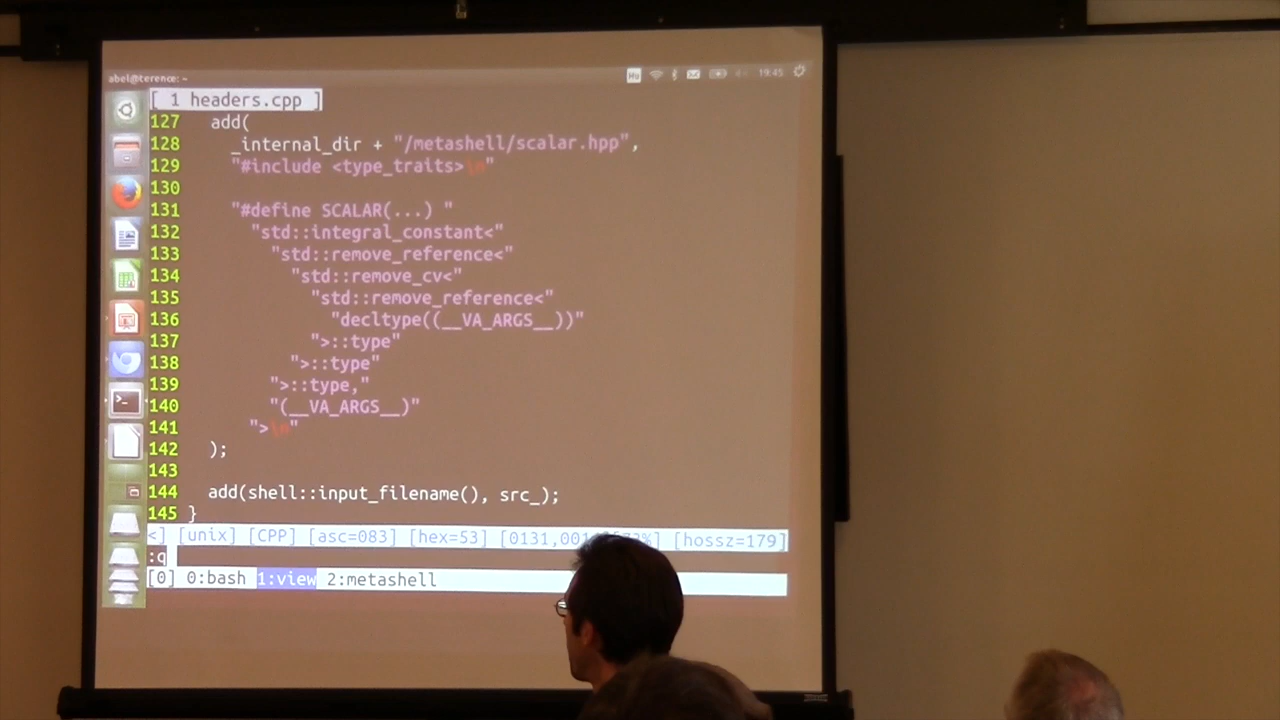 abel@terence: ~
Hu
19:45
[ 1 headers.cpp ]
127 add(
128 _internal_dir + "/metashell/scalar.hpp",
129 "#include <type_traits>\n"
130
131 "#define SCALAR(...) "
132 "std::integral_constant<"
133 "std::remove_reference<"
134 "std::remove_cv<"
135 "std::remove_reference<"
136 "decltype((__VA_ARGS__))"
137 ">::type"
138 ">::type"
139 ">::type,"
140 "(__VA_ARGS__)"
141 ">\n"
142 );
143
144 add(shell::input_filename(), src_);
145 }
<] [unix] [CPP] [asc=083] [hex=53] [hossz=179]
:q
[0] 0:bash 1:view 2:metashell